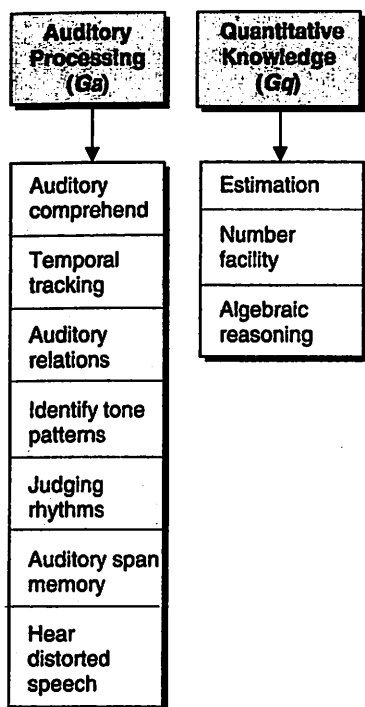 Auditory
Processing
(Ga)
Auditory
comprehend
Temporal
tracking
Auditory
relations
Identify tone
patterns
Judging
rhythms
Auditory span
memory
Hear
distorted
speech
Quantitative
Knowledge
(Gq)
Estimation
Number
facility
Algebraic
reasoning